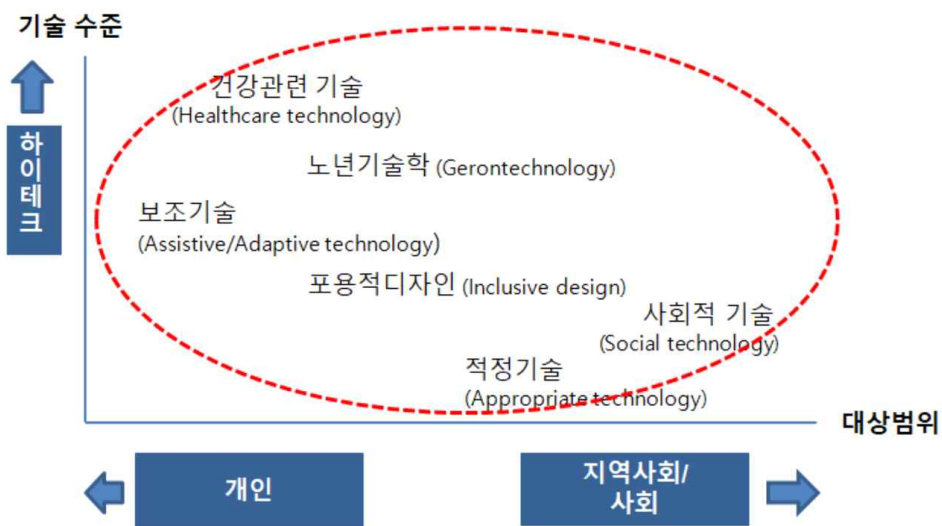 기술 수준
하이테크
건강관련 기술
(Healthcare technology)
노년기술학 (Gerontechnology)
보조기술
(Assistive/Adaptive technology)
포용적디자인 (Inclusive design)
사회적 기술
(Social technology)
적정기술
(Appropriate technology)
대상범위
개인
지역사회/
사회